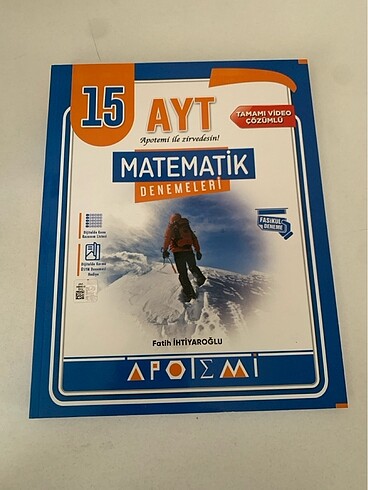 15
AYT
Apotemi ile zirvedesin!
TAMAMI VİDEO
ÇÖZÜMLÜ
MATEMATİK
DENEMELERİ
FASİKÜL
DENEME
Fatih İHTİYAROĞLU
APOTEMİ